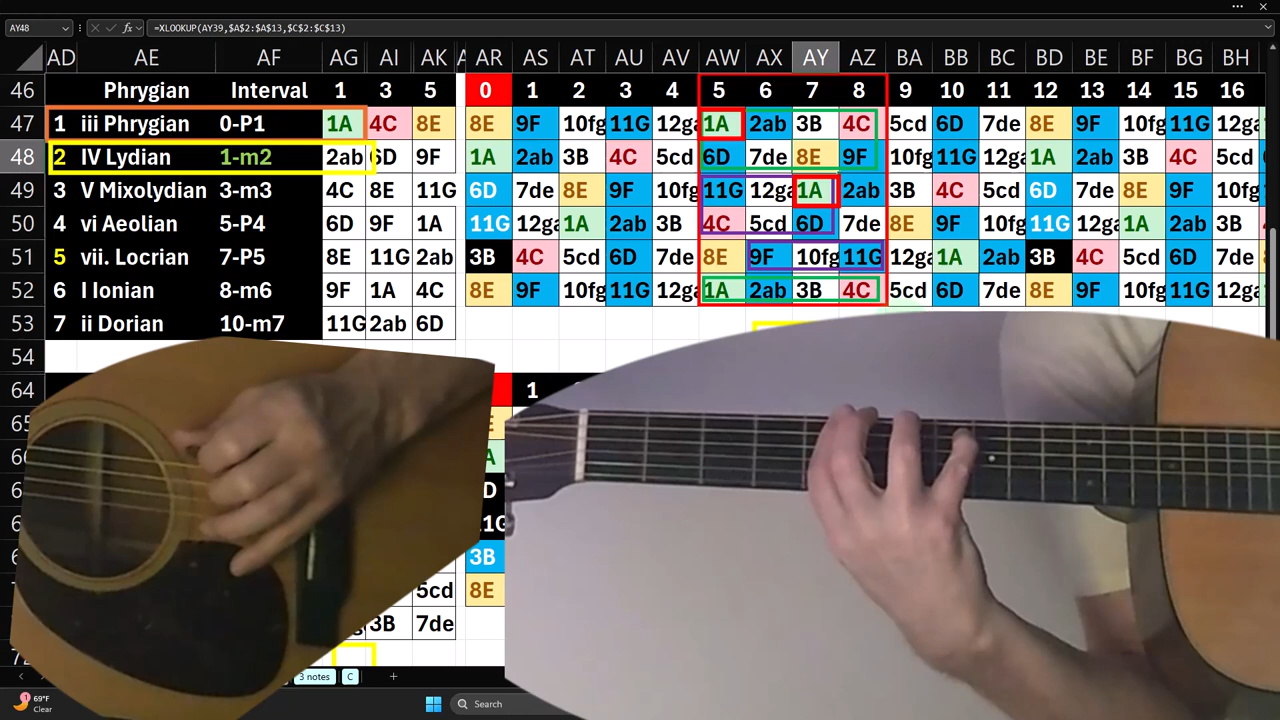 AY48 fx =XLOOKUP(AY39,$A$2:$A$13,$C$2:$C$13)
AD AE AF AG AI AK AR AS AT AU AV AW AX AY AZ BA BB BC BD BE BF BG BH
46 Phrygian Interval 1 3 5 0 1 2 3 4 5 6 7 8 9 10 11 12 13 14 15 16
47 1 iii Phrygian 0-P1 1A 4C 8E 8E 9F 10fg 11G 12ga 1A 2ab 3B 4C 5cd 6D 7de 8E 9F 10fg 11G 12ga
48 2 IV Lydian 1-m2 2ab 6D 9F 1A 2ab 3B 4C 5cd 6D 7de 8E 9F 10fg 11G 12ga 1A 2ab 3B 4C 5cd
49 3 V Mixolydian 3-m3 4C 8E 11G 6D 7de 8E 9F 10fg 11G 12ga 1A 2ab 3B 4C 5cd 6D 7de 8E 9F 10fg
50 4 vi Aeolian 5-P4 6D 9F 1A 11G 12ga 1A 2ab 3B 4C 5cd 6D 7de 8E 9F 10fg 11G 12ga 1A 2ab 3B
51 5 vii. Locrian 7-P5 8E 11G 2ab 3B 4C 5cd 6D 7de 8E 9F 10fg 11G 12ga 1A 2ab 3B 4C 5cd 6D 7de
52 6 I Ionian 8-m6 9F 1A 4C 8E 9F 10fg 11G 12ga 1A 2ab 3B 4C 5cd 6D 7de 8E 9F 10fg 11G 12ga
53 7 ii Dorian 10-m7 11G 2ab 6D
54
64 1
65
66
11G
3B
8E
5cd
3B 7de
3 notes C +
69°F
Clear
Search